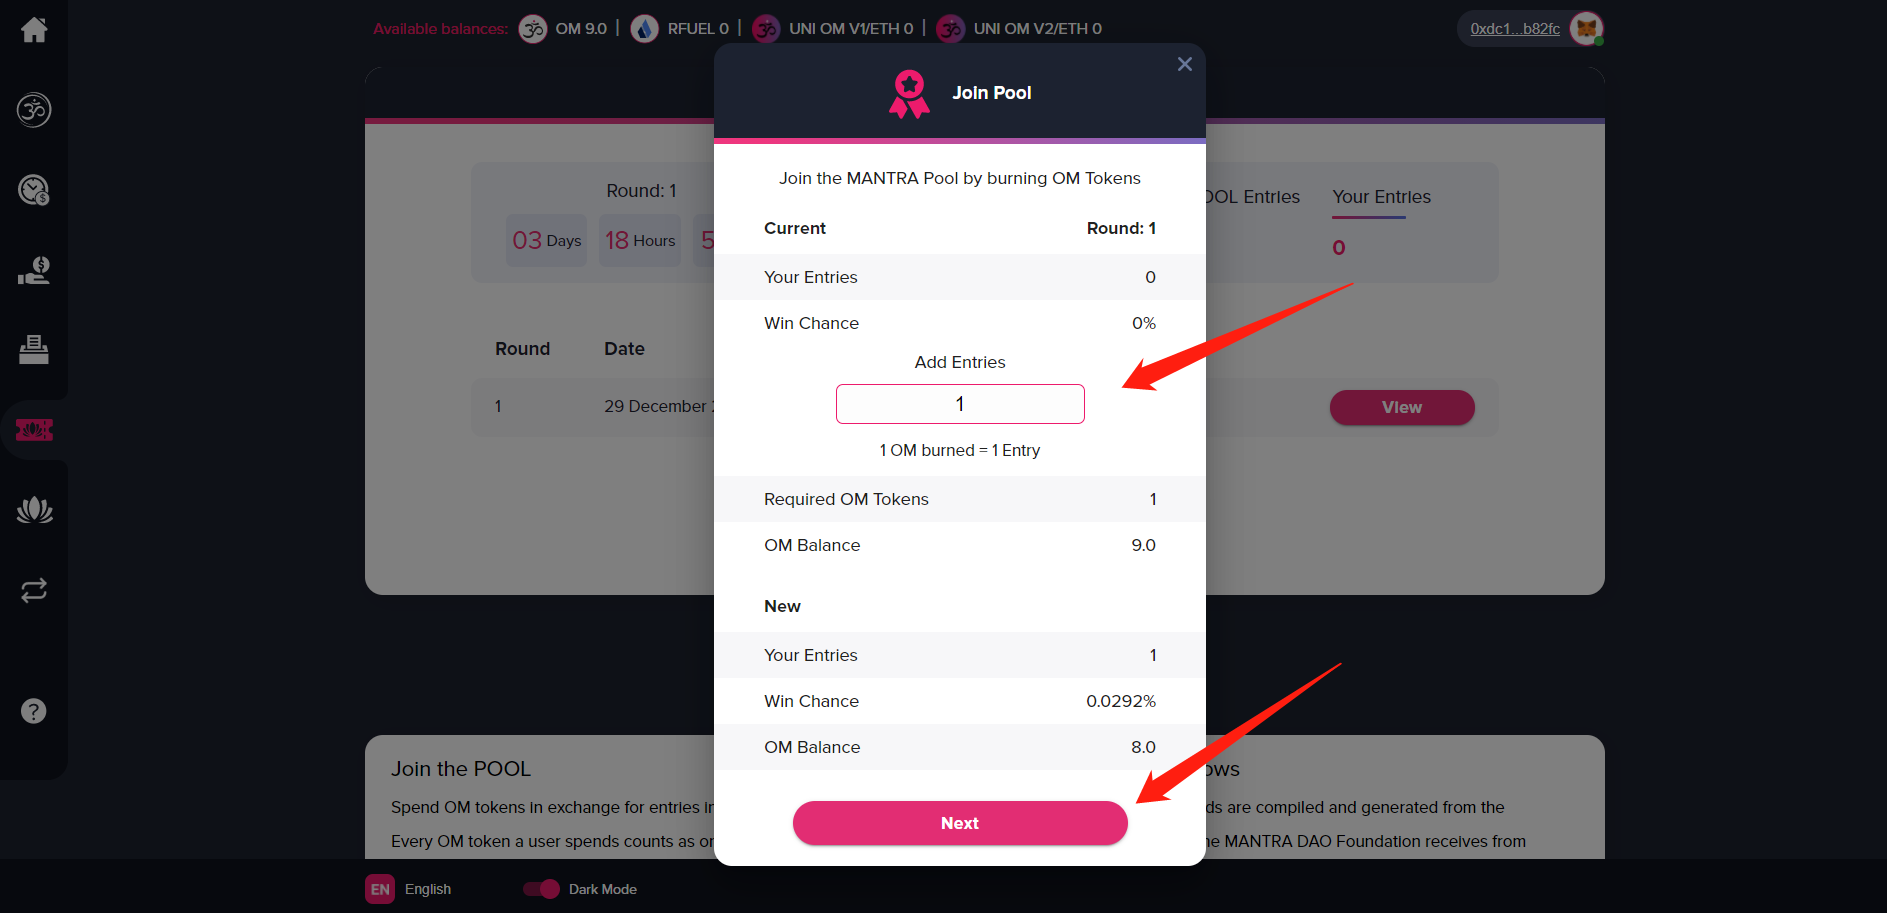 Available balances: OM 9.0 | RFUEL 0 | UNI OM V1/ETH 0 | UNI OM V2/ETH 0
0xdc1...b82fc
Join Pool
Join the MANTRA Pool by burning OM Tokens
Current Round: 1
Your Entries 0
Win Chance 0%
Add Entries
1
1 OM burned = 1 Entry
Required OM Tokens 1
OM Balance 9.0
New
Your Entries 1
Win Chance 0.0292%
OM Balance 8.0
Next
Round: 1
03 Days 18 Hours 5
OOL Entries Your Entries
0
Round Date
1 29 December View
Join the POOL
Spend OM tokens in exchange for entries
Every OM token a user spends counts as
ows
ds are compiled and generated from the
MANTRA DAO Foundation receives from
EN English Dark Mode